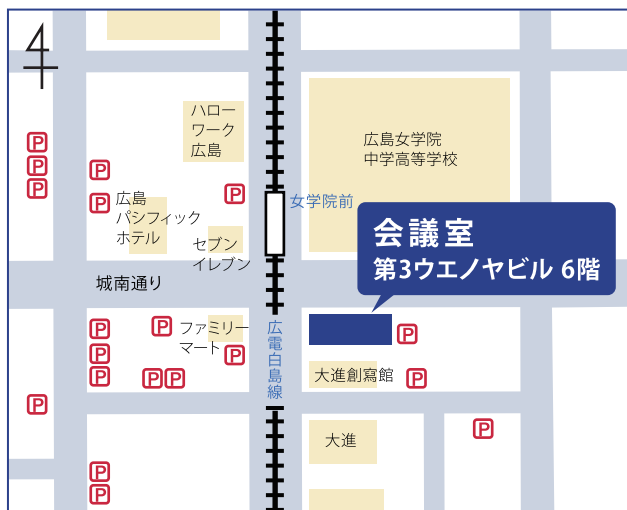 ハロー
ワーク
広島
広島女学院
中学高等学校
P
P
P
P
P
P
広島
パシフィック
ホテル
女学院前
セブン
イレブン
会議室
第3ウエノヤビル 6階
城南通り
P
P
ファミリー
マート
P
P
P
広電白島線
P
P
P
大進創寫館
P
P
P
大進
P
P